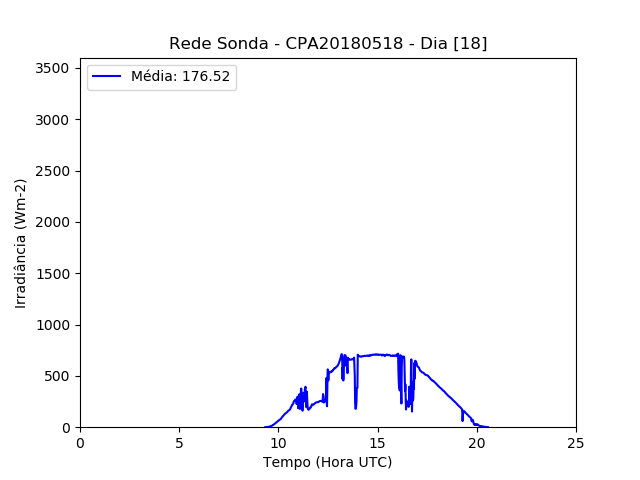 Rede Sonda - CPA20180518 - Dia [18]
Média: 176.52
3500
3000
2500
2000
1500
1000
500
0
Irradiância (Wm-2)
0 5 10 15 20 25
Tempo (Hora UTC)